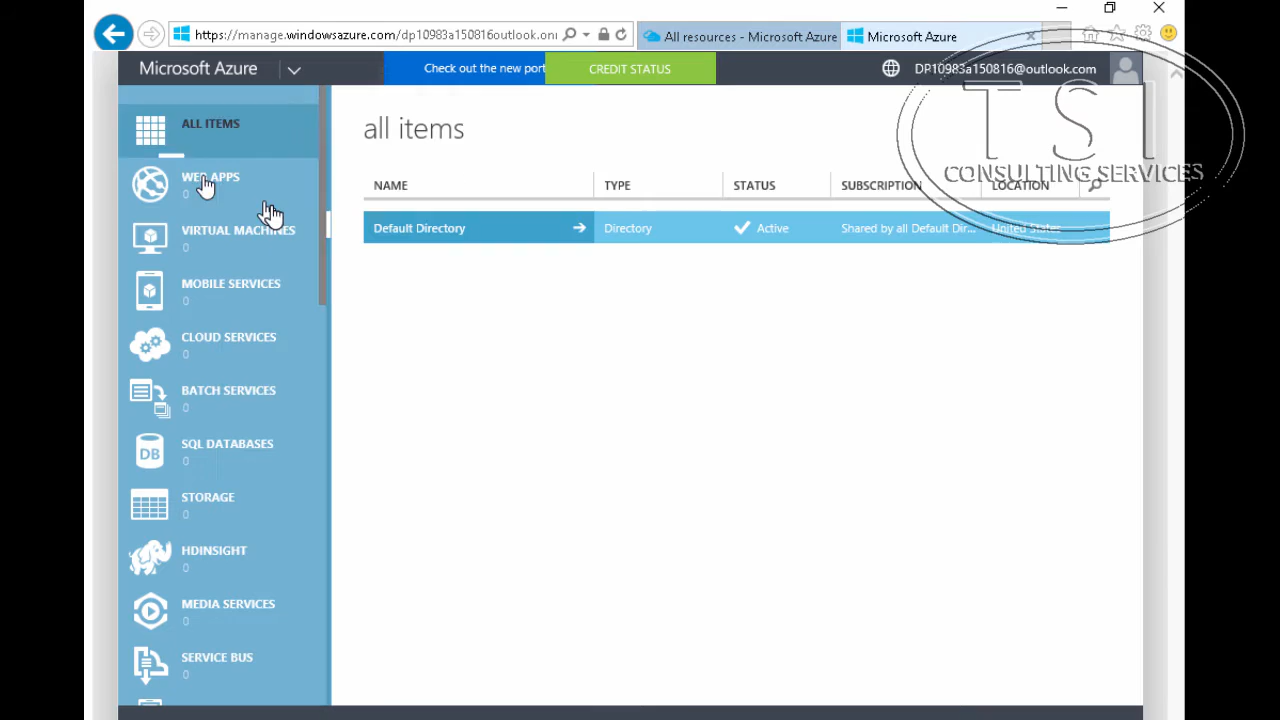 https://manage.windowsazure.com/dp10983a150816outlook.oni
All resources - Microsoft Azure
Microsoft Azure
Microsoft Azure
Check out the new port
CREDIT STATUS
DP10983a150816@outlook.com
TSI
CONSULTING SERVICES
ALL ITEMS
WEB APPS
0
VIRTUAL MACHINES
0
MOBILE SERVICES
0
CLOUD SERVICES
0
BATCH SERVICES
0
SQL DATABASES
0
DB
STORAGE
0
HDINSIGHT
0
MEDIA SERVICES
0
SERVICE BUS
0
all items
NAME TYPE STATUS SUBSCRIPTION LOCATION
Default Directory Directory Active Shared by all Default Dir... United States